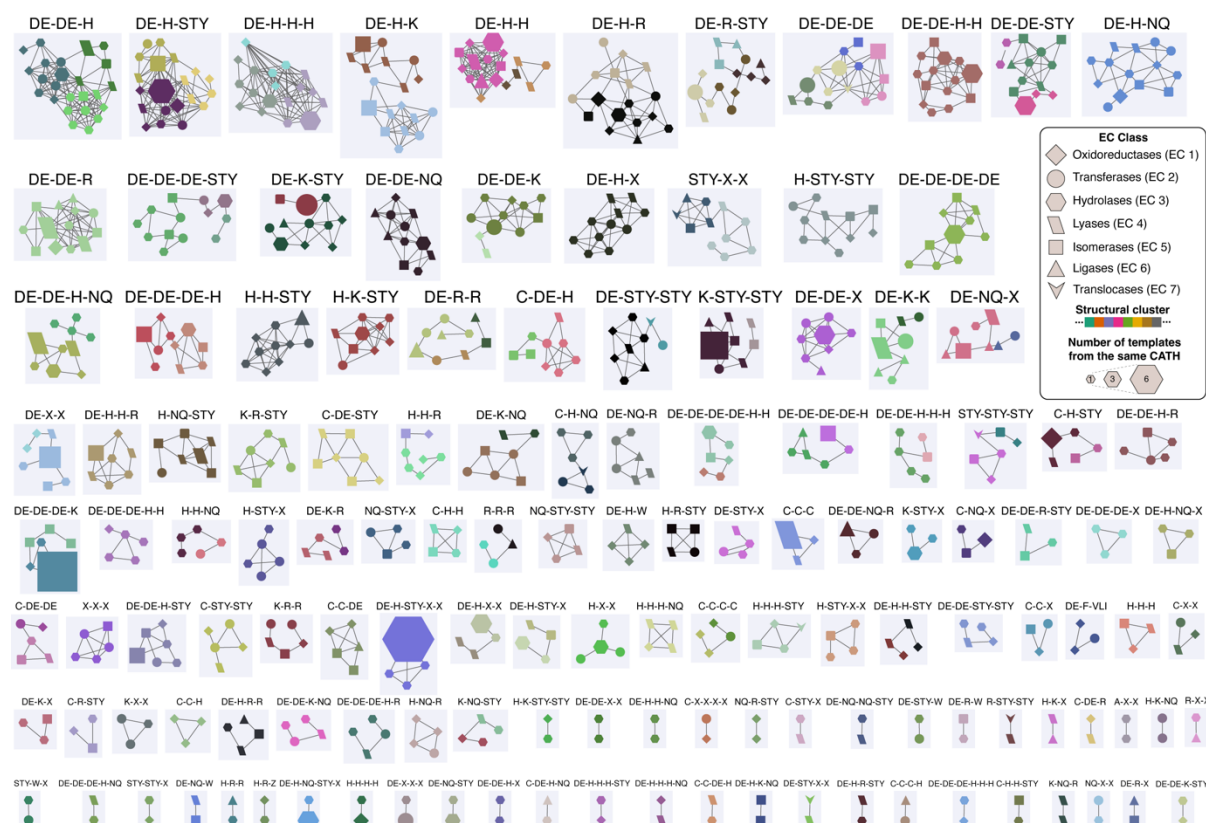 DE-DE-H DE-H-STY DE-H-H-H DE-H-K DE-H-H DE-H-R DE-R-STY DE-DE-DE DE-DE-H-H DE-DE-STY DE-H-NQ
EC Class
Oxidoreductases (EC 1)
Transferases (EC 2)
Hydrolases (EC 3)
Lyases (EC 4)
Isomerases (EC 5)
Ligases (EC 6)
Translocases (EC 7)
Structural cluster
... ...
Number of templates
from the same CATH
1 3 6
DE-DE-R DE-DE-DE-STY DE-K-STY DE-DE-NQ DE-DE-K DE-H-X STY-X-X H-STY-STY DE-DE-DE-DE
DE-DE-H-NQ DE-DE-DE-H H-H-STY H-K-STY DE-R-R C-DE-H DE-STY-STY K-STY-STY DE-DE-X DE-K-K DE-NQ-X
DE-X-X DE-H-H-R H-NQ-STY K-R-STY C-DE-STY H-H-R DE-K-NQ C-H-NQ DE-NQ-R DE-DE-DE-DE-H-H DE-DE-DE-DE-H DE-DE-H-H-H STY-STY-STY C-H-STY DE-DE-H-R
DE-DE-DE-K DE-DE-DE-H-H H-H-NQ H-STY-X DE-K-R NQ-STY-X C-H-H R-R-R NQ-STY-STY DE-H-W H-R-STY DE-STY-X C-C-C DE-DE-NQ-R K-STY-X C-NQ-X DE-DE-R-STY DE-DE-DE-X DE-H-NQ-X
C-DE-DE X-X-X DE-DE-H-STY C-STY-STY K-R-R C-C-DE DE-H-STY-X-X DE-H-X-X DE-H-STY-X H-X-X H-H-H-NQ C-C-C-C H-H-H-STY H-STY-X-X DE-H-H-STY DE-DE-STY-STY C-C-X DE-F-VLI H-H-H C-X-X
DE-K-X C-R-STY K-X-X C-C-H DE-H-R-R DE-DE-K-NQ DE-DE-DE-H-R H-NQ-R K-NQ-STY H-K-STY-STY DE-DE-X-X DE-H-H-NQ C-X-X-X-X NQ-R-STY C-STY-X DE-NQ-NQ-STY DE-STY-W DE-R-W R-STY-STY H-K-X C-DE-R A-X-X H-K-NQ R-X-X
STY-W-X DE-DE-DE-H-NQ STY-STY-X DE-NQ-W H-R-R H-R-Z DE-H-NQ-STY-X H-H-H-H DE-X-X-X DE-NQ-STY DE-DE-H-X C-DE-H-NQ DE-H-H-H-STY DE-H-H-H-NQ C-C-DE-H DE-H-K-NQ DE-STY-X-X DE-H-R-STY C-C-C-H DE-DE-DE-H-H-H C-H-H-STY K-NQ-R NQ-X-X DE-R-X DE-DE-K-STY